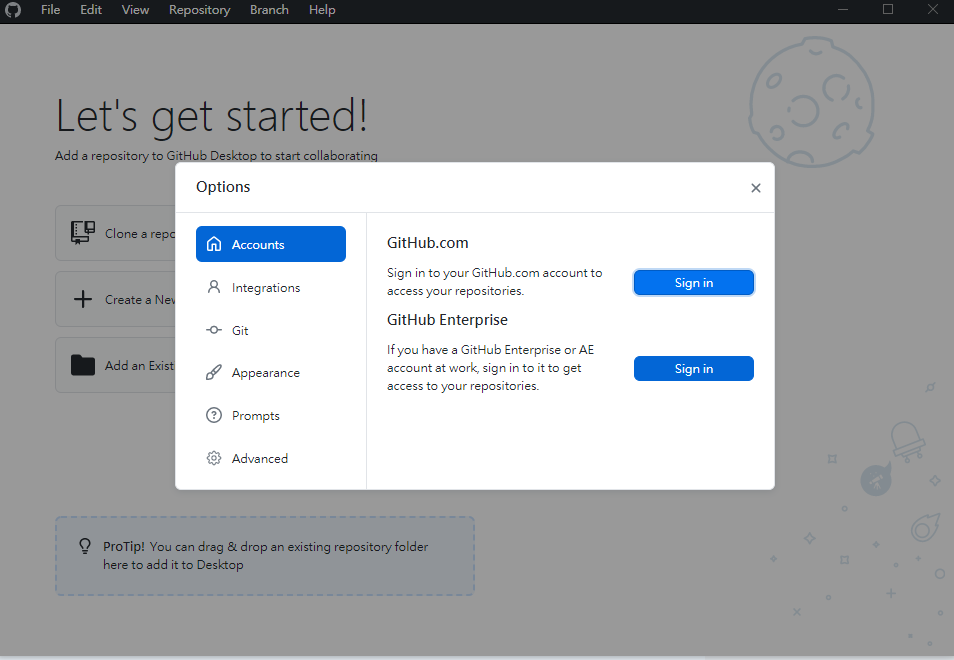 File Edit View Repository Branch Help
Let's get started!
Add a repository to GitHub Desktop to start collaborating
Clone a repo
Create a New
Add an Exist
Options
Accounts
Integrations
Git
Appearance
Prompts
Advanced
GitHub.com
Sign in to your GitHub.com account to
access your repositories.
Sign in
GitHub Enterprise
If you have a GitHub Enterprise or AE
account at work, sign in to it to get
access to your repositories.
Sign in
ProTip! You can drag & drop an existing repository folder
here to add it to Desktop